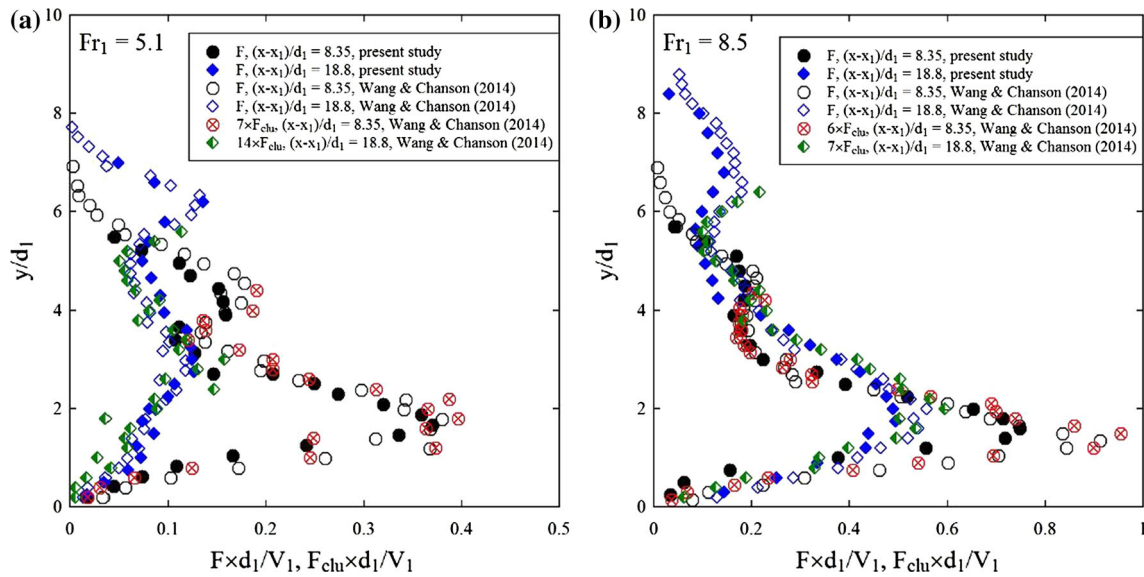 (a)
Fr₁ = 5.1
F, (x-x₁)/d₁ = 8.35, present study
F, (x-x₁)/d₁ = 18.8, present study
F, (x-x₁)/d₁ = 8.35, Wang & Chanson (2014)
F, (x-x₁)/d₁ = 18.8, Wang & Chanson (2014)
7×F_clu, (x-x₁)/d₁ = 8.35, Wang & Chanson (2014)
14×F_clu, (x-x₁)/d₁ = 18.8, Wang & Chanson (2014)
10
8
6
4
2
0
y/d₁
0 0.1 0.2 0.3 0.4 0.5
F×d₁/V₁, F_clu×d₁/V₁
(b)
Fr₁ = 8.5
F, (x-x₁)/d₁ = 8.35, present study
F, (x-x₁)/d₁ = 18.8, present study
F, (x-x₁)/d₁ = 8.35, Wang & Chanson (2014)
F, (x-x₁)/d₁ = 18.8, Wang & Chanson (2014)
6×F_clu, (x-x₁)/d₁ = 8.35, Wang & Chanson (2014)
7×F_clu, (x-x₁)/d₁ = 18.8, Wang & Chanson (2014)
10
8
6
4
2
0
y/d₁
0 0.2 0.4 0.6 0.8 1
F×d₁/V₁, F_clu×d₁/V₁